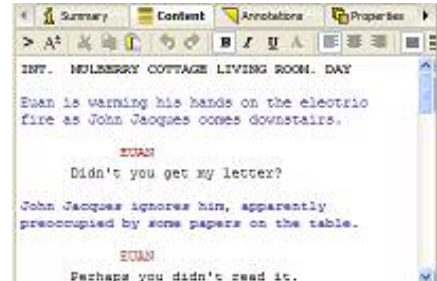 Summary Content Annotations Properties
B I U A
INT. MULBERRY COTTAGE LIVING ROOM. DAY
Euan is warming his hands on the electric
fire as John Jacques comes downstairs.
EUAN
Didn't you get my letter?
John Jacques ignores him, apparently
preoccupied by some papers on the table.
EUAN
Perhaps you didn't read it.